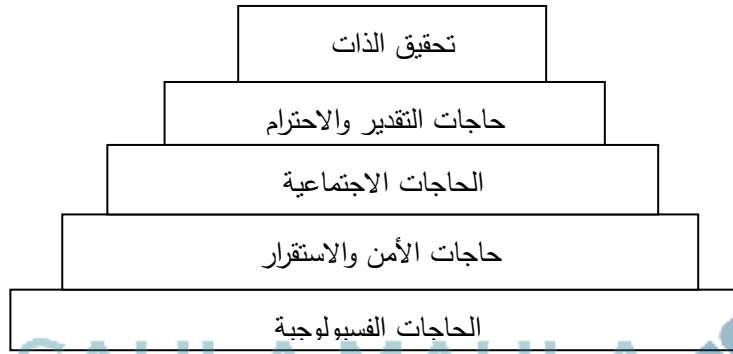 تحقيق الذات
حاجات التقدير والاحترام
الحاجات الاجتماعية
حاجات الأمن والاستقرار
الحاجات الفسيولوجية